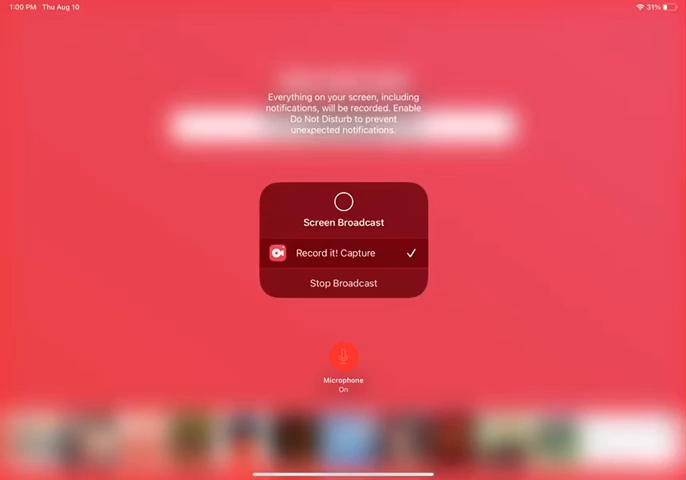 1:00 PM Thu Aug 10
31%
Everything on your screen, including
notifications, will be recorded. Enable
Do Not Disturb to prevent
unexpected notifications.
Screen Broadcast
Record it! Capture
Stop Broadcast
Microphone
On